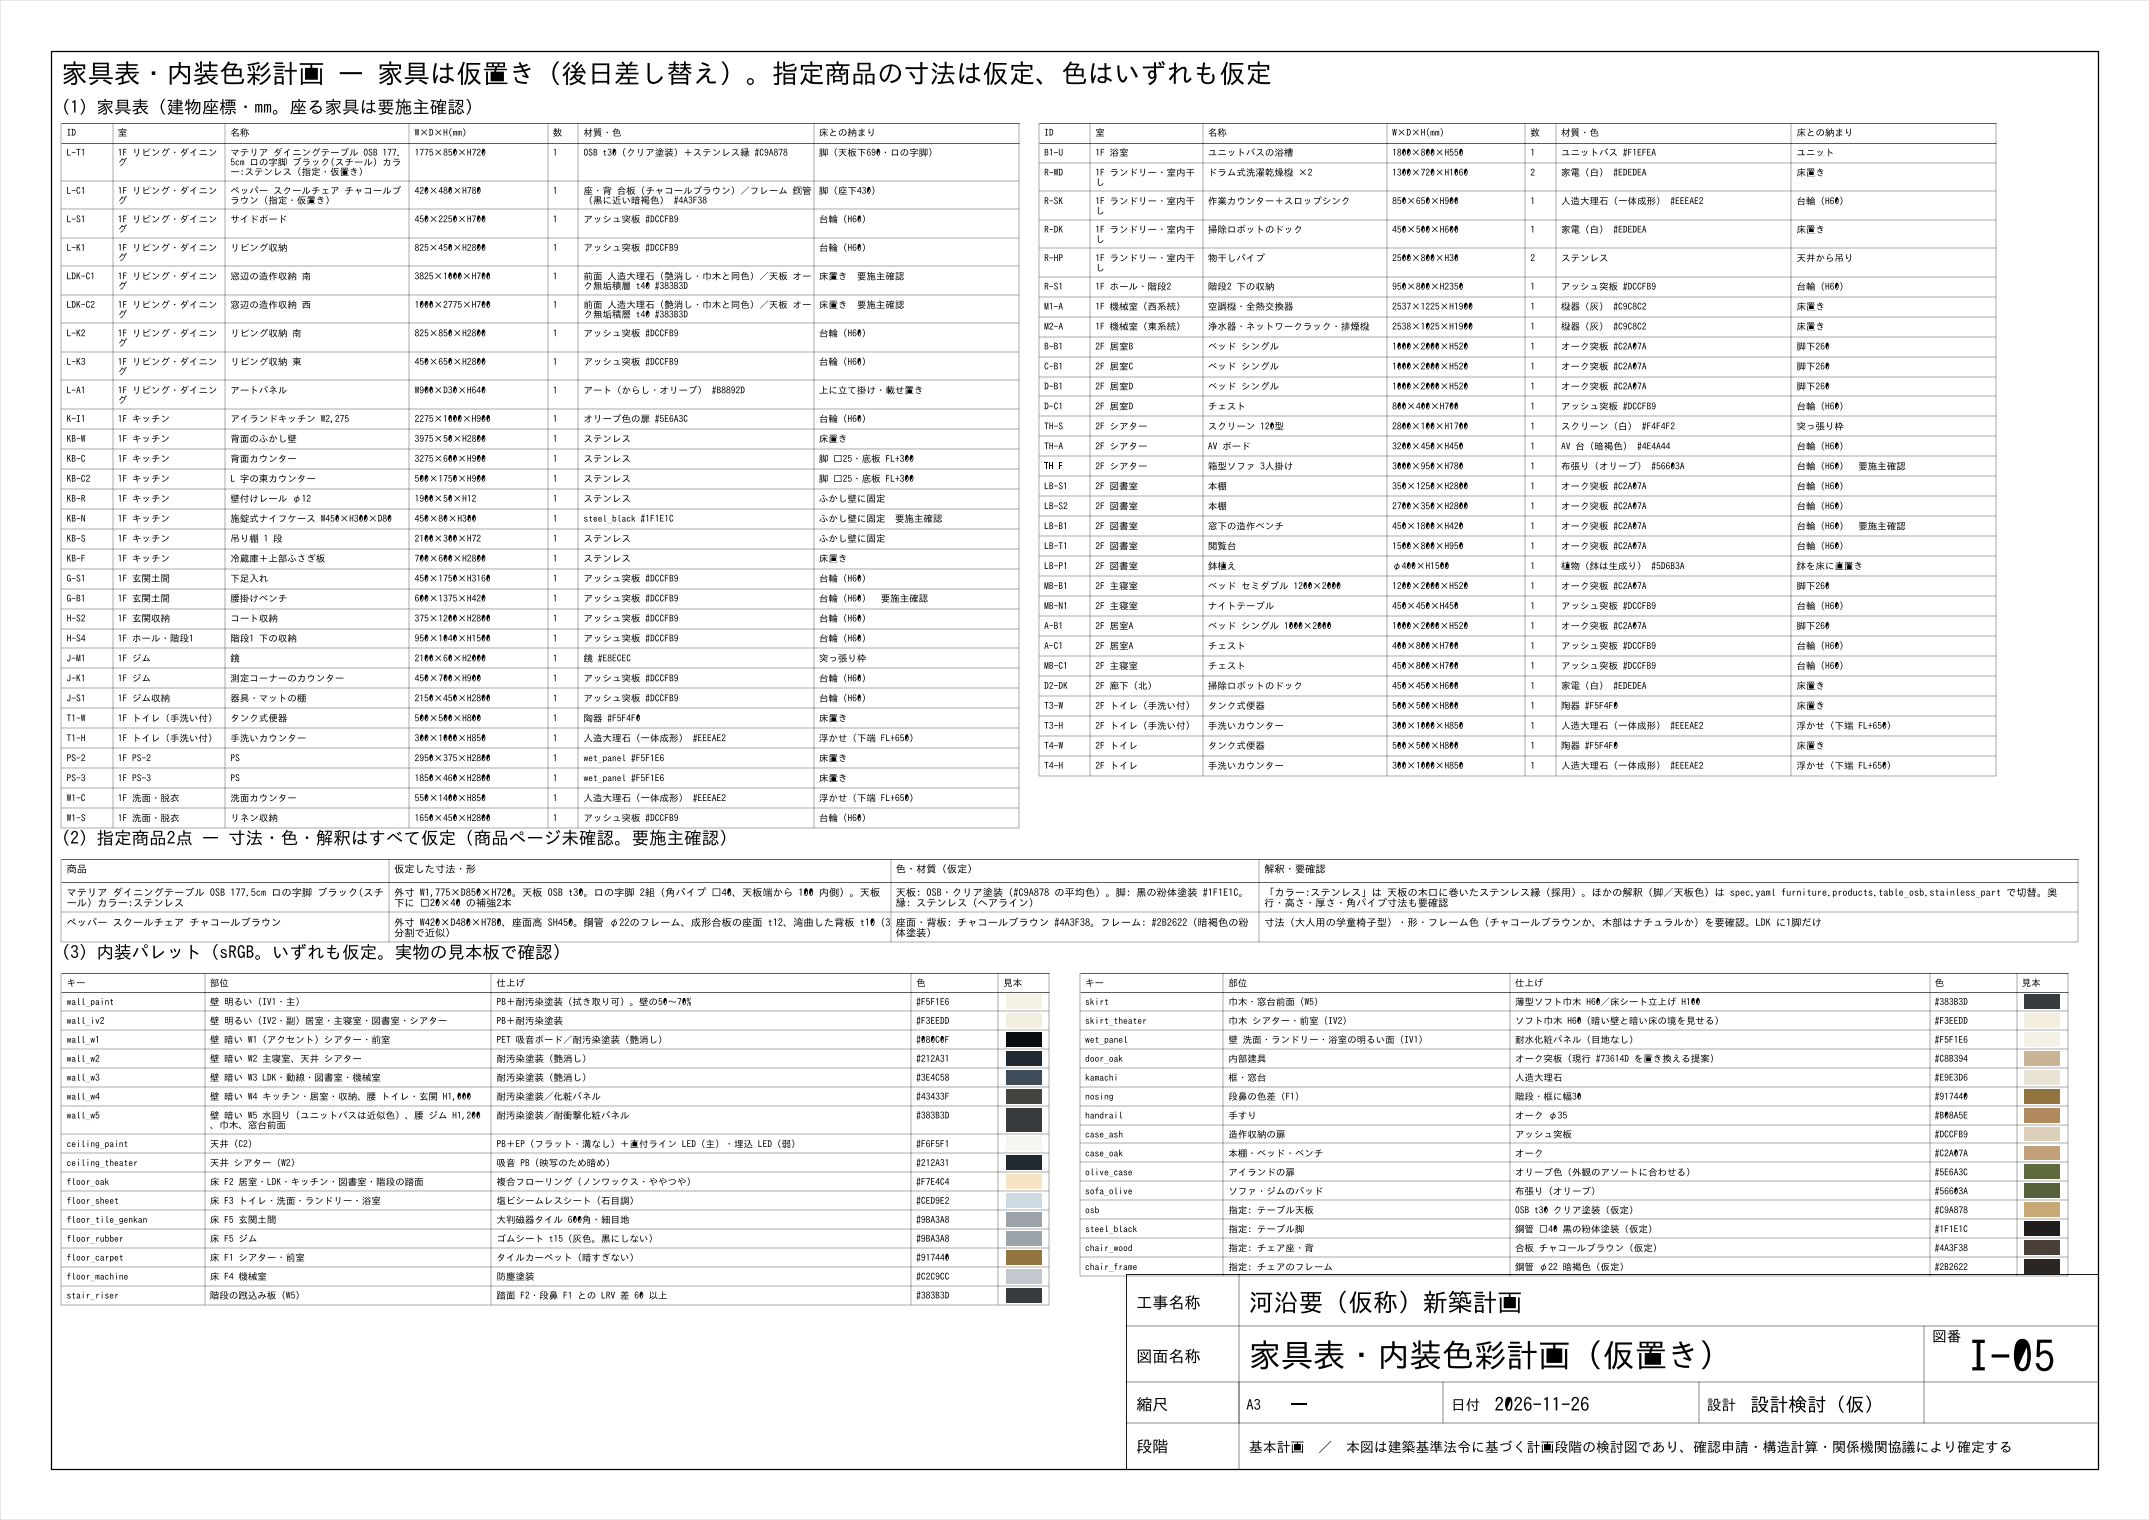 家具表・内装色彩計画 — 家具は仮置き（後日差し替え）。指定商品の寸法は仮定、色はいずれも仮定
(1) 家具表（建物座標・mm。座る家具は要施主確認）
ID 室 名称 W×D×H(mm) 数 材質・色 床との納まり
L-T1 1F リビング・ダイニング マテリア ダイニングテーブル OSB 177.5cm ロの字脚 ブラック(スチール) カラー:ステンレス（指定・仮置き） 1775×850×H720 1 OSB t30（クリア塗装）＋ステンレス縁 #C9A878 脚（天板下690・ロの字脚）
L-C1 1F リビング・ダイニング ペッパー スクールチェア チャコールブラウン（指定・仮置き） 420×480×H780 1 座・背 合板（チャコールブラウン）／フレーム 鋼管（黒に近い暗褐色） #4A3F38 脚（座下430）
L-S1 1F リビング・ダイニング サイドボード 450×2250×H700 1 アッシュ突板 #DCCFB9 台輪（H60）
L-K1 1F リビング・ダイニング リビング収納 825×450×H2800 1 アッシュ突板 #DCCFB9 台輪（H60）
LDK-C1 1F リビング・ダイニング 窓辺の造作収納 南 3825×1000×H700 1 前面 人造大理石（艶消し・巾木と同色）／天板 オーク無垢積層 t40 #383B3D 床置き　要施主確認
LDK-C2 1F リビング・ダイニング 窓辺の造作収納 西 1000×2775×H700 1 前面 人造大理石（艶消し・巾木と同色）／天板 オーク無垢積層 t40 #383B3D 床置き　要施主確認
L-K2 1F リビング・ダイニング リビング収納 南 825×850×H2800 1 アッシュ突板 #DCCFB9 台輪（H60）
L-K3 1F リビング・ダイニング リビング収納 東 450×650×H2800 1 アッシュ突板 #DCCFB9 台輪（H60）
L-A1 1F リビング・ダイニング アートパネル W900×D30×H640 1 アート（からし・オリーブ） #B8892D 上に立て掛け・載せ置き
K-I1 1F キッチン アイランドキッチン W2,275 2275×1000×H900 1 オリーブ色の扉 #5E6A3C 台輪（H60）
KB-W 1F キッチン 背面のふかし壁 3975×50×H2800 1 ステンレス 床置き
KB-C 1F キッチン 背面カウンター 3275×600×H900 1 ステンレス 脚 □25・底板 FL+300
KB-C2 1F キッチン L 字の東カウンター 500×1750×H900 1 ステンレス 脚 □25・底板 FL+300
KB-R 1F キッチン 壁付けレール φ12 1900×50×H12 1 ステンレス ふかし壁に固定
KB-N 1F キッチン 施錠式ナイフケース W450×H300×D80 450×80×H300 1 steel_black #1F1E1C ふかし壁に固定　要施主確認
KB-S 1F キッチン 吊り棚 1 段 2100×300×H72 1 ステンレス ふかし壁に固定
KB-F 1F キッチン 冷蔵庫＋上部ふさぎ板 700×600×H2800 1 ステンレス 床置き
G-S1 1F 玄関土間 下足入れ 450×1750×H3160 1 アッシュ突板 #DCCFB9 台輪（H60）
G-B1 1F 玄関土間 腰掛けベンチ 600×1375×H420 1 アッシュ突板 #DCCFB9 台輪（H60）　要施主確認
H-S2 1F 玄関収納 コート収納 375×1200×H2800 1 アッシュ突板 #DCCFB9 台輪（H60）
H-S4 1F ホール・階段1 階段1 下の収納 950×1040×H1500 1 アッシュ突板 #DCCFB9 台輪（H60）
J-M1 1F ジム 鏡 2100×60×H2000 1 鏡 #E8ECEC 突っ張り枠
J-K1 1F ジム 測定コーナーのカウンター 450×700×H900 1 アッシュ突板 #DCCFB9 台輪（H60）
J-S1 1F ジム収納 器具・マットの棚 2150×450×H2800 1 アッシュ突板 #DCCFB9 台輪（H60）
T1-W 1F トイレ（手洗い付） タンク式便器 500×500×H800 1 陶器 #F5F4F0 床置き
T1-H 1F トイレ（手洗い付） 手洗いカウンター 300×1000×H850 1 人造大理石（一体成形） #EEEAE2 浮かせ（下端 FL+650）
PS-2 1F PS-2 PS 2950×375×H2800 1 wet_panel #F5F1E6 床置き
PS-3 1F PS-3 PS 1850×460×H2800 1 wet_panel #F5F1E6 床置き
W1-C 1F 洗面・脱衣 洗面カウンター 550×1400×H850 1 人造大理石（一体成形） #EEEAE2 浮かせ（下端 FL+650）
W1-S 1F 洗面・脱衣 リネン収納 1650×450×H2800 1 アッシュ突板 #DCCFB9 台輪（H60）
ID 室 名称 W×D×H(mm) 数 材質・色 床との納まり
B1-U 1F 浴室 ユニットバスの浴槽 1800×800×H550 1 ユニットバス #F1EFEA ユニット
R-WD 1F ランドリー・室内干し ドラム式洗濯乾燥機 ×2 1300×720×H1060 2 家電（白） #EDEDEA 床置き
R-SK 1F ランドリー・室内干し 作業カウンター＋スロップシンク 850×650×H900 1 人造大理石（一体成形） #EEEAE2 台輪（H60）
R-DK 1F ランドリー・室内干し 掃除ロボットのドック 450×500×H600 1 家電（白） #EDEDEA 床置き
R-HP 1F ランドリー・室内干し 物干しパイプ 2500×800×H30 2 ステンレス 天井から吊り
R-S1 1F ホール・階段2 階段2 下の収納 950×800×H2350 1 アッシュ突板 #DCCFB9 台輪（H60）
M1-A 1F 機械室（西系統） 空調機・全熱交換器 2537×1225×H1900 1 機器（灰） #C9C8C2 床置き
M2-A 1F 機械室（東系統） 浄水器・ネットワークラック・排煙機 2538×1025×H1900 1 機器（灰） #C9C8C2 床置き
B-B1 2F 居室B ベッド シングル 1000×2000×H520 1 オーク突板 #C2A07A 脚下260
C-B1 2F 居室C ベッド シングル 1000×2000×H520 1 オーク突板 #C2A07A 脚下260
D-B1 2F 居室D ベッド シングル 1000×2000×H520 1 オーク突板 #C2A07A 脚下260
D-C1 2F 居室D チェスト 800×400×H700 1 アッシュ突板 #DCCFB9 台輪（H60）
TH-S 2F シアター スクリーン 120型 2800×100×H1700 1 スクリーン（白） #F4F4F2 突っ張り枠
TH-A 2F シアター AV ボード 3200×450×H450 1 AV 台（暗褐色） #4E4A44 台輪（H60）
TH F 2F シアター 箱型ソファ 3人掛け 3000×950×H780 1 布張り（オリーブ） #56603A 台輪（H60）　要施主確認
LB-S1 2F 図書室 本棚 350×1250×H2800 1 オーク突板 #C2A07A 台輪（H60）
LB-S2 2F 図書室 本棚 2700×350×H2800 1 オーク突板 #C2A07A 台輪（H60）
LB-B1 2F 図書室 窓下の造作ベンチ 450×1800×H420 1 オーク突板 #C2A07A 台輪（H60）　要施主確認
LB-T1 2F 図書室 閲覧台 1500×800×H950 1 オーク突板 #C2A07A 台輪（H60）
LB-P1 2F 図書室 鉢植え φ400×H1500 1 植物（鉢は生成り） #5D6B3A 鉢を床に直置き
MB-B1 2F 主寝室 ベッド セミダブル 1200×2000 1200×2000×H520 1 オーク突板 #C2A07A 脚下260
MB-N1 2F 主寝室 ナイトテーブル 450×450×H450 1 アッシュ突板 #DCCFB9 台輪（H60）
A-B1 2F 居室A ベッド シングル 1000×2000 1000×2000×H520 1 オーク突板 #C2A07A 脚下260
A-C1 2F 居室A チェスト 400×800×H700 1 アッシュ突板 #DCCFB9 台輪（H60）
MB-C1 2F 主寝室 チェスト 450×800×H700 1 アッシュ突板 #DCCFB9 台輪（H60）
D2-DK 2F 廊下（北） 掃除ロボットのドック 450×450×H600 1 家電（白） #EDEDEA 床置き
T3-W 2F トイレ（手洗い付） タンク式便器 500×500×H800 1 陶器 #F5F4F0 床置き
T3-H 2F トイレ（手洗い付） 手洗いカウンター 300×1000×H850 1 人造大理石（一体成形） #EEEAE2 浮かせ（下端 FL+650）
T4-W 2F トイレ タンク式便器 500×500×H800 1 陶器 #F5F4F0 床置き
T4-H 2F トイレ 手洗いカウンター 300×1000×H850 1 人造大理石（一体成形） #EEEAE2 浮かせ（下端 FL+650）
(2) 指定商品2点 — 寸法・色・解釈はすべて仮定（商品ページ未確認。要施主確認）
商品 仮定した寸法・形 色・材質（仮定） 解釈・要確認
マテリア ダイニングテーブル OSB 177.5cm ロの字脚 ブラック(スチール) カラー:ステンレス 外寸 W1,775×D850×H720。天板 OSB t30。ロの字脚 2組（角パイプ □40、天板端から 100 内側）。天板下に □20×40 の補強2本 天板: OSB・クリア塗装（#C9A878 の平均色）。脚: 黒の粉体塗装 #1F1E1C。縁: ステンレス（ヘアライン） 「カラー:ステンレス」は 天板の木口に巻いたステンレス縁（採用）。ほかの解釈（脚／天板色）は spec.yaml furniture.products.table_osb.stainless_part で切替。奥行・高さ・厚さ・角パイプ寸法も要確認
ペッパー スクールチェア チャコールブラウン 外寸 W420×D480×H780、座面高 SH450。鋼管 φ22のフレーム、成形合板の座面 t12、湾曲した背板 t10（3分割で近似） 座面・背板: チャコールブラウン #4A3F38。フレーム: #2B2622（暗褐色の粉体塗装） 寸法（大人用の学童椅子型）・形・フレーム色（チャコールブラウンか、木部はナチュラルか）を要確認。LDK に1脚だけ
(3) 内装パレット（sRGB。いずれも仮定。実物の見本板で確認）
キー 部位 仕上げ 色 見本
wall_paint 壁 明るい（IV1・主） PB＋耐汚染塗装（拭き取り可）。壁の50〜70% #F5F1E6
wall_iv2 壁 明るい（IV2・副）居室・主寝室・図書室・シアター PB＋耐汚染塗装 #F3EEDD
wall_w1 壁 暗い W1（アクセント）シアター・前室 PET 吸音ボード／耐汚染塗装（艶消し） #080C0F
wall_w2 壁 暗い W2 主寝室、天井 シアター 耐汚染塗装（艶消し） #212A31
wall_w3 壁 暗い W3 LDK・動線・図書室・機械室 耐汚染塗装（艶消し） #3E4C58
wall_w4 壁 暗い W4 キッチン・居室・収納、腰 トイレ・玄関 H1,000 耐汚染塗装／化粧パネル #43433F
wall_w5 壁 暗い W5 水回り（ユニットバスは近似色）、腰 ジム H1,200、巾木、窓台前面 耐汚染塗装／耐衝撃化粧パネル #383B3D
ceiling_paint 天井（C2） PB＋EP（フラット・溝なし）＋直付ライン LED（主）・埋込 LED（弱） #F6F5F1
ceiling_theater 天井 シアター（W2） 吸音 PB（映写のため暗め） #212A31
floor_oak 床 F2 居室・LDK・キッチン・図書室・階段の踏面 複合フローリング（ノンワックス・ややつや） #F7E4C4
floor_sheet 床 F3 トイレ・洗面・ランドリー・浴室 塩ビシームレスシート（石目調） #CED9E2
floor_tile_genkan 床 F5 玄関土間 大判磁器タイル 600角・細目地 #9BA3A8
floor_rubber 床 F5 ジム ゴムシート t15（灰色。黒にしない） #9BA3A8
floor_carpet 床 F1 シアター・前室 タイルカーペット（暗すぎない） #917440
floor_machine 床 F4 機械室 防塵塗装 #C2C9CC
stair_riser 階段の蹴込み板（W5） 踏面 F2・段鼻 F1 との LRV 差 60 以上 #383B3D
キー 部位 仕上げ 色 見本
skirt 巾木・窓台前面（W5） 薄型ソフト巾木 H60／床シート立上げ H100 #383B3D
skirt_theater 巾木 シアター・前室（IV2） ソフト巾木 H60（暗い壁と暗い床の境を見せる） #F3EEDD
wet_panel 壁 洗面・ランドリー・浴室の明るい面（IV1） 耐水化粧パネル（目地なし） #F5F1E6
door_oak 内部建具 オーク突板（現行 #73614D を置き換える提案） #C8B394
kamachi 框・窓台 人造大理石 #E9E3D6
nosing 段鼻の色差（F1） 階段・框に幅30 #917440
handrail 手すり オーク φ35 #B08A5E
case_ash 造作収納の扉 アッシュ突板 #DCCFB9
case_oak 本棚・ベッド・ベンチ オーク #C2A07A
olive_case アイランドの扉 オリーブ色（外観のアソートに合わせる） #5E6A3C
sofa_olive ソファ・ジムのパッド 布張り（オリーブ） #56603A
osb 指定: テーブル天板 OSB t30 クリア塗装（仮定） #C9A878
steel_black 指定: テーブル脚 鋼管 □40 黒の粉体塗装（仮定） #1F1E1C
chair_wood 指定: チェア座・背 合板 チャコールブラウン（仮定） #4A3F38
chair_frame 指定: チェアのフレーム 鋼管 φ22 暗褐色（仮定） #2B2622
工事名称 河沿要（仮称）新築計画
図面名称 家具表・内装色彩計画（仮置き） 図番 I-05
縮尺 A3 — 日付 2026-11-26 設計 設計検討（仮）
段階 基本計画 ／ 本図は建築基準法令に基づく計画段階の検討図であり、確認申請・構造計算・関係機関協議により確定する